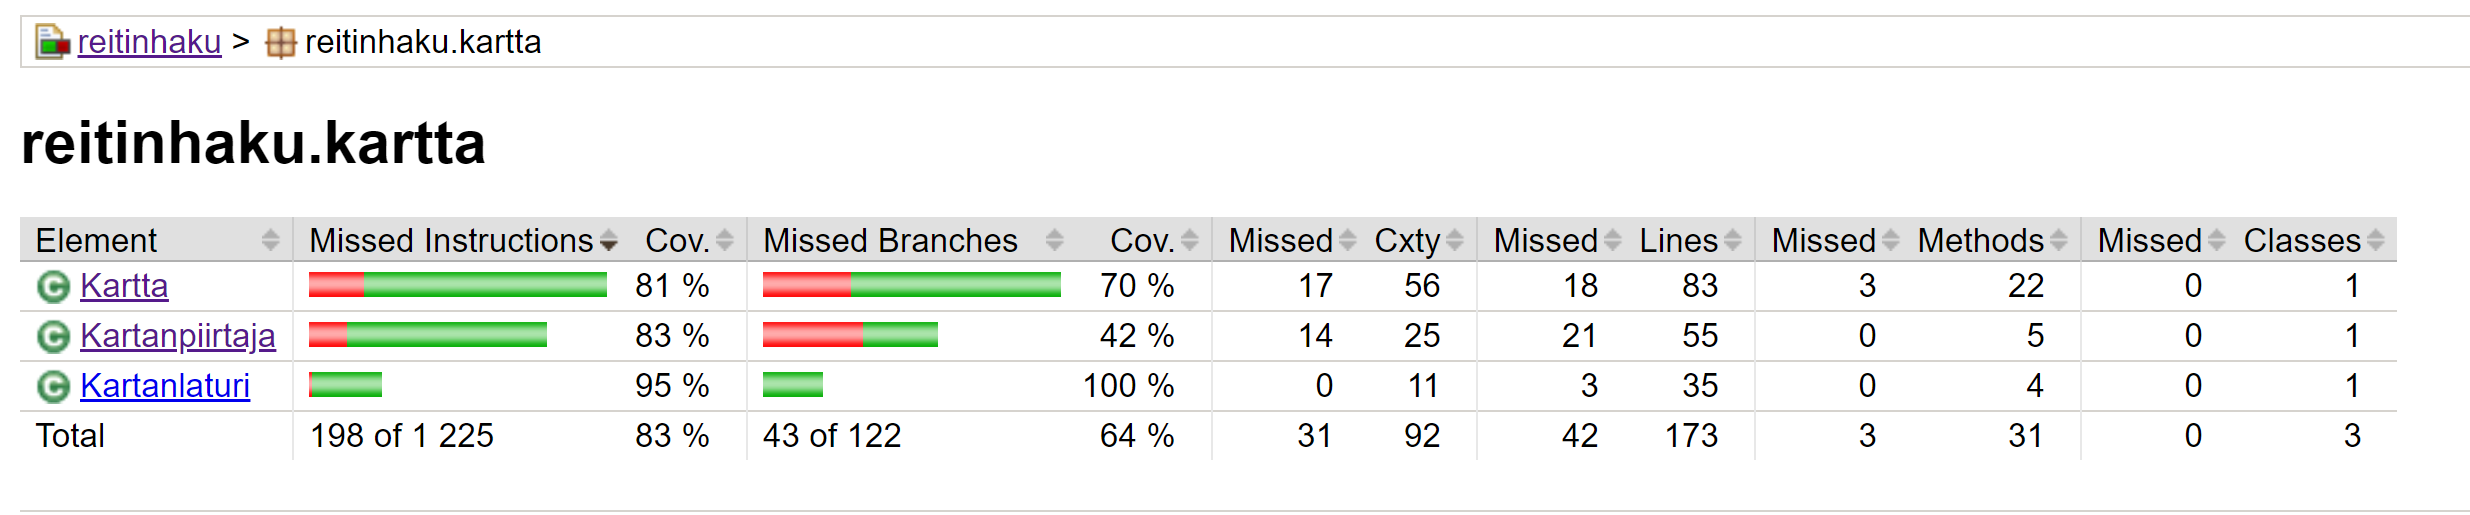 reitinhaku > reitinhaku.kartta
reitinhaku.kartta
Element Missed Instructions Cov. Missed Branches Cov. Missed Cxty Missed Lines Missed Methods Missed Classes
Kartta 81 % 70 % 17 56 18 83 3 22 0 1
Kartanpiirtaja 83 % 42 % 14 25 21 55 0 5 0 1
Kartanlaturi 95 % 100 % 0 11 3 35 0 4 0 1
Total 198 of 1 225 83 % 43 of 122 64 % 31 92 42 173 3 31 0 3